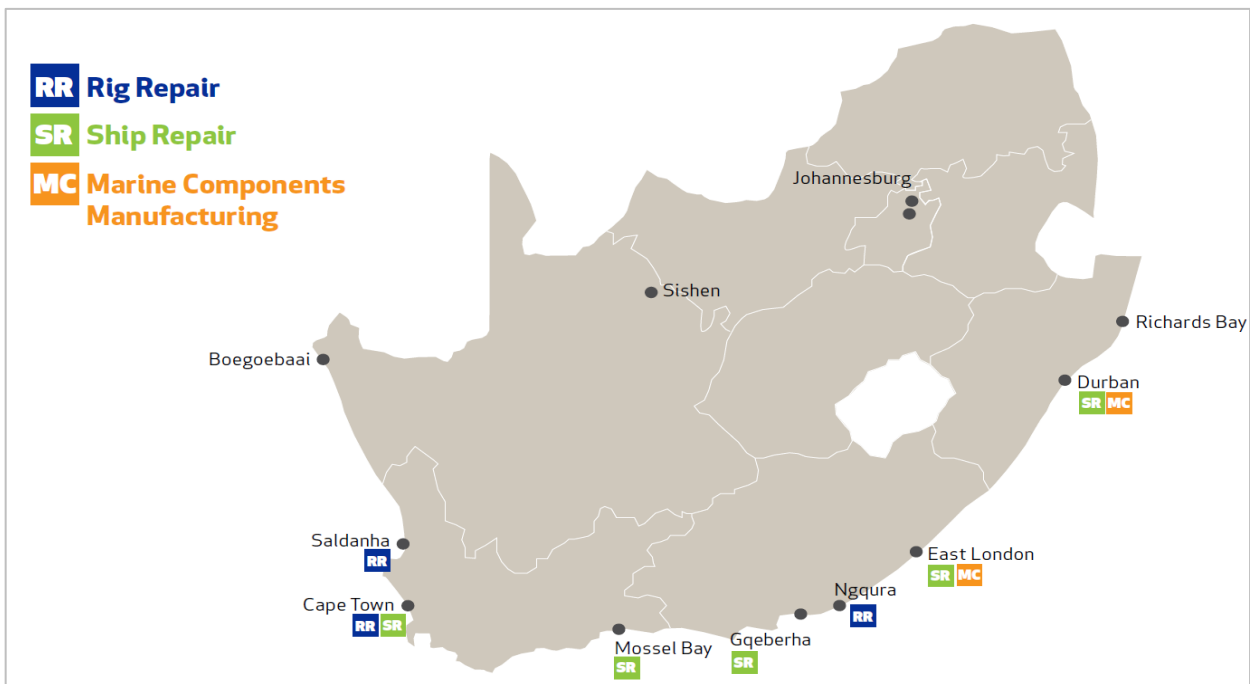 RR Rig Repair
SR Ship Repair
MC Marine Components
Manufacturing
Johannesburg
Sishen
Richards Bay
Boegoebaai
Durban
SR MC
Saldanha
RR
East London
SR MC
Ngqura
RR
Cape Town
RR SR
Mossel Bay
SR
Gqeberha
SR